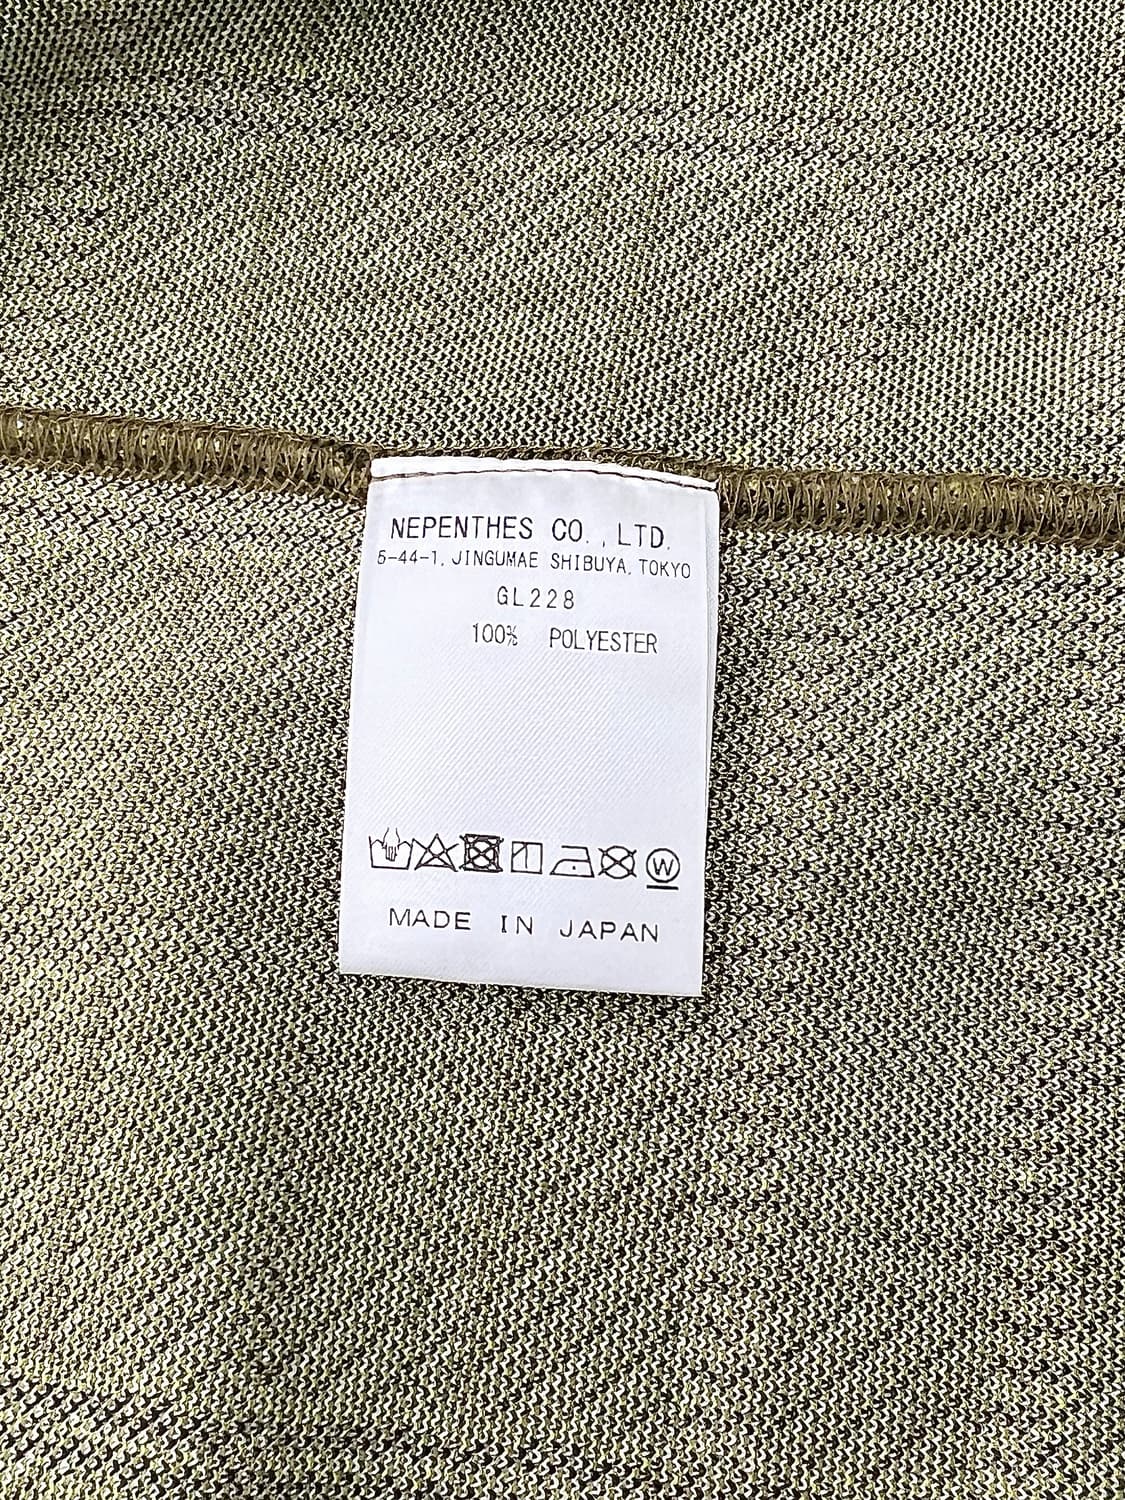 NEPENTHES CO., LTD.
5-44-1, JINGUMAE SHIBUYA, TOKYO
GL228
100% POLYESTER
W
MADE IN JAPAN